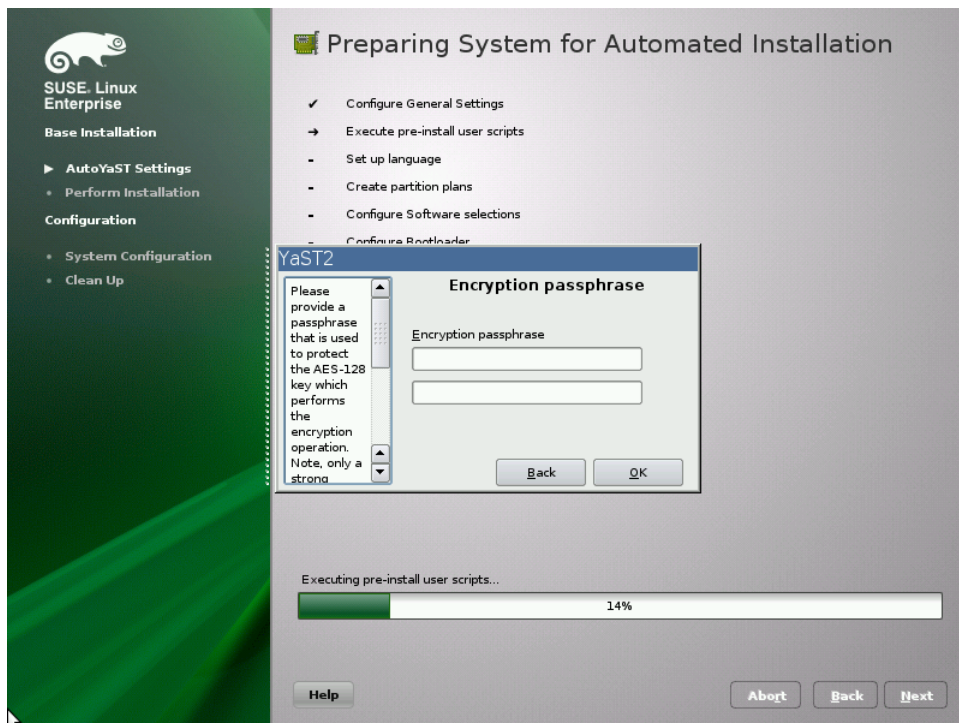 SUSE. Linux
Enterprise
Base Installation
AutoYaST Settings
Perform Installation
Configuration
System Configuration
Clean Up
Preparing System for Automated Installation
Configure General Settings
Execute pre-install user scripts
Set up language
Create partition plans
Configure Software selections
Configure Bootloader
YaST2
Please
provide a
passphrase
that is used
to protect
the AES-128
key which
performs
the
encryption
operation.
Note, only a
strong
Encryption passphrase
Encryption passphrase
Back
OK
Executing pre-install user scripts...
14%
Help
Abort
Back
Next